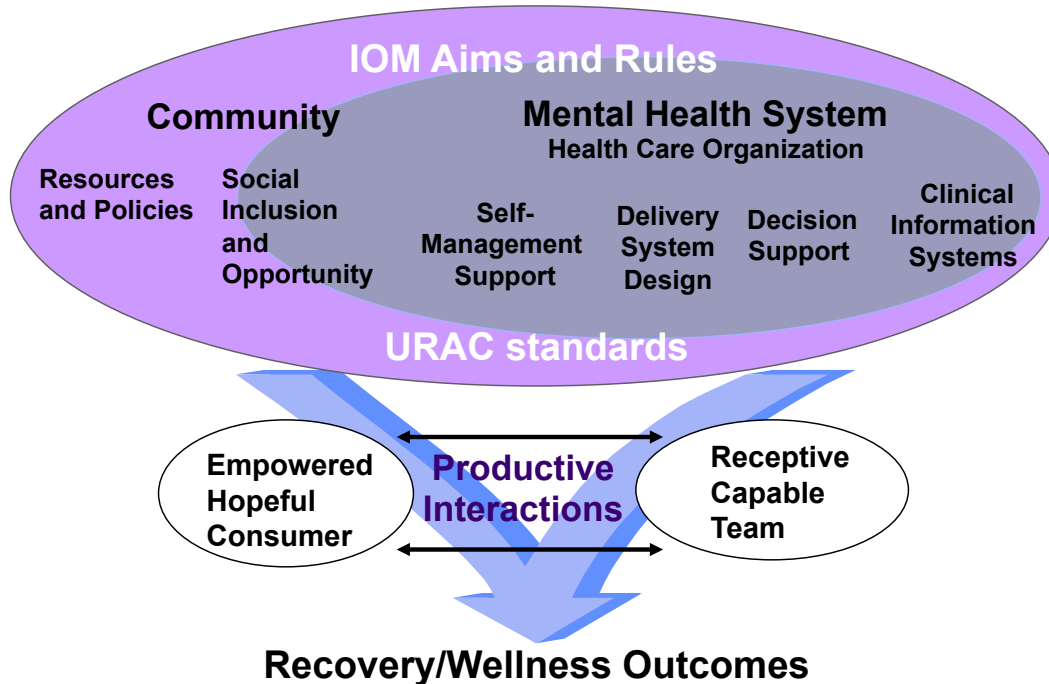 IOM Aims and Rules
Community
Mental Health System
Health Care Organization
Resources
and Policies
Social
Inclusion
and
Opportunity
Self-
Management
Support
Delivery
System
Design
Decision
Support
Clinical
Information
Systems
URAC standards
Empowered
Hopeful
Consumer
Productive
Interactions
Receptive
Capable
Team
Recovery/Wellness Outcomes